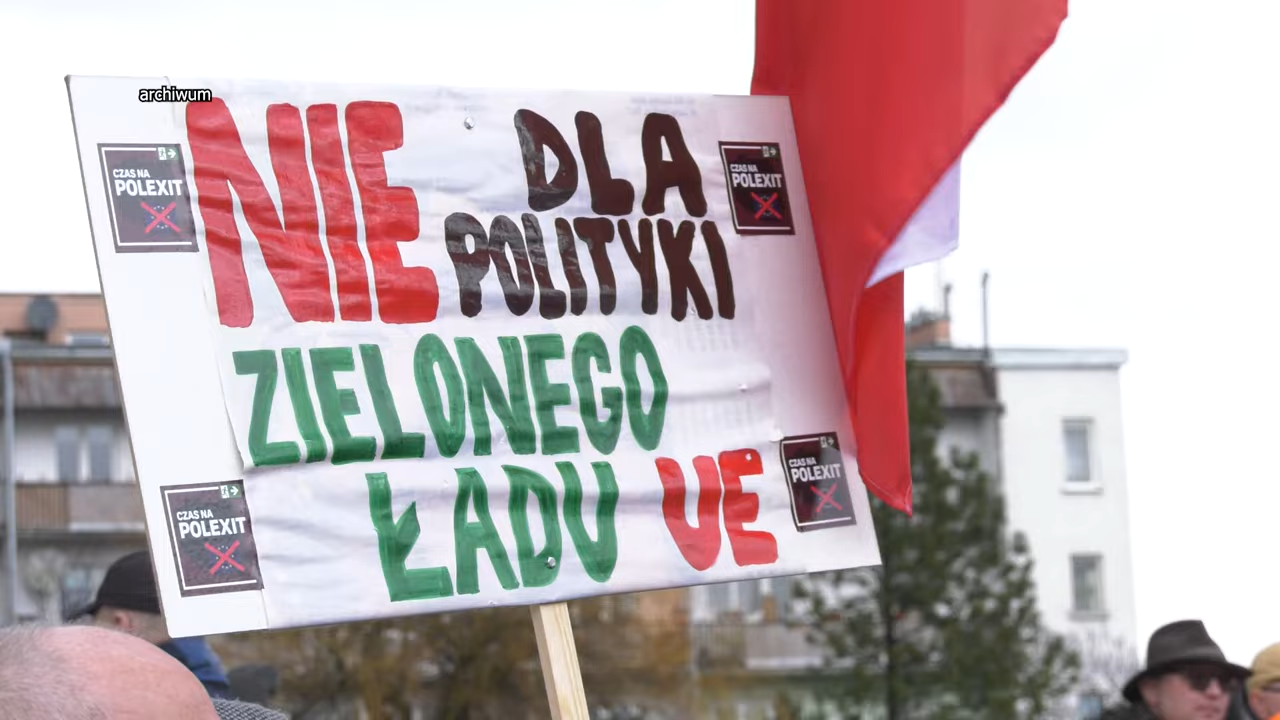 archiwum
NIE DLA
POLITYKI
ZIELONEGO
ŁADU UE
CZAS NA
POLEXIT
CZAS NA
POLEXIT
CZAS NA
POLEXIT
CZAS NA
POLEXIT